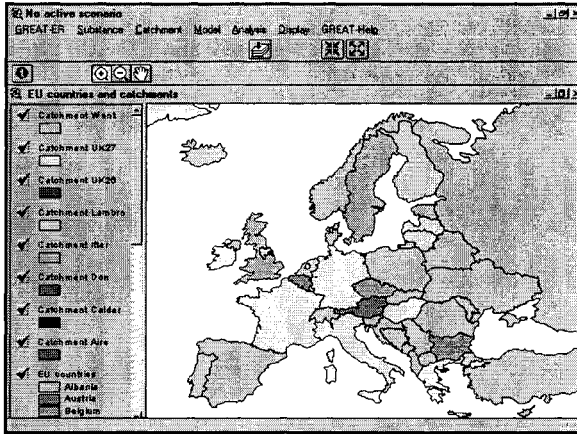 No active scenario
GREAT-ER Substance Catchment Model Analysis Display GREAT-Help
EU countries and catchments
Catchment Went
Catchment UK27
Catchment UK26
Catchment Lambro
Catchment Itter
Catchment Don
Catchment Calder
Catchment Aire
EU countries
Albania
Austria
Belgium